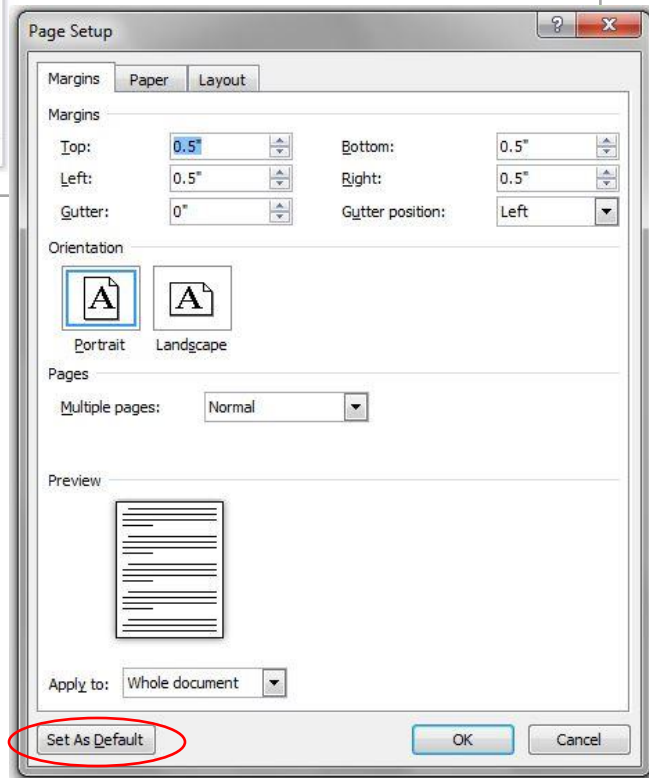 Page Setup
? X
Margins Paper Layout
Margins
Top: 0.5" Bottom: 0.5"
Left: 0.5" Right: 0.5"
Gutter: 0" Gutter position: Left
Orientation
A A
Portrait Landscape
Pages
Multiple pages: Normal
Preview
Apply to: Whole document
Set As Default OK Cancel